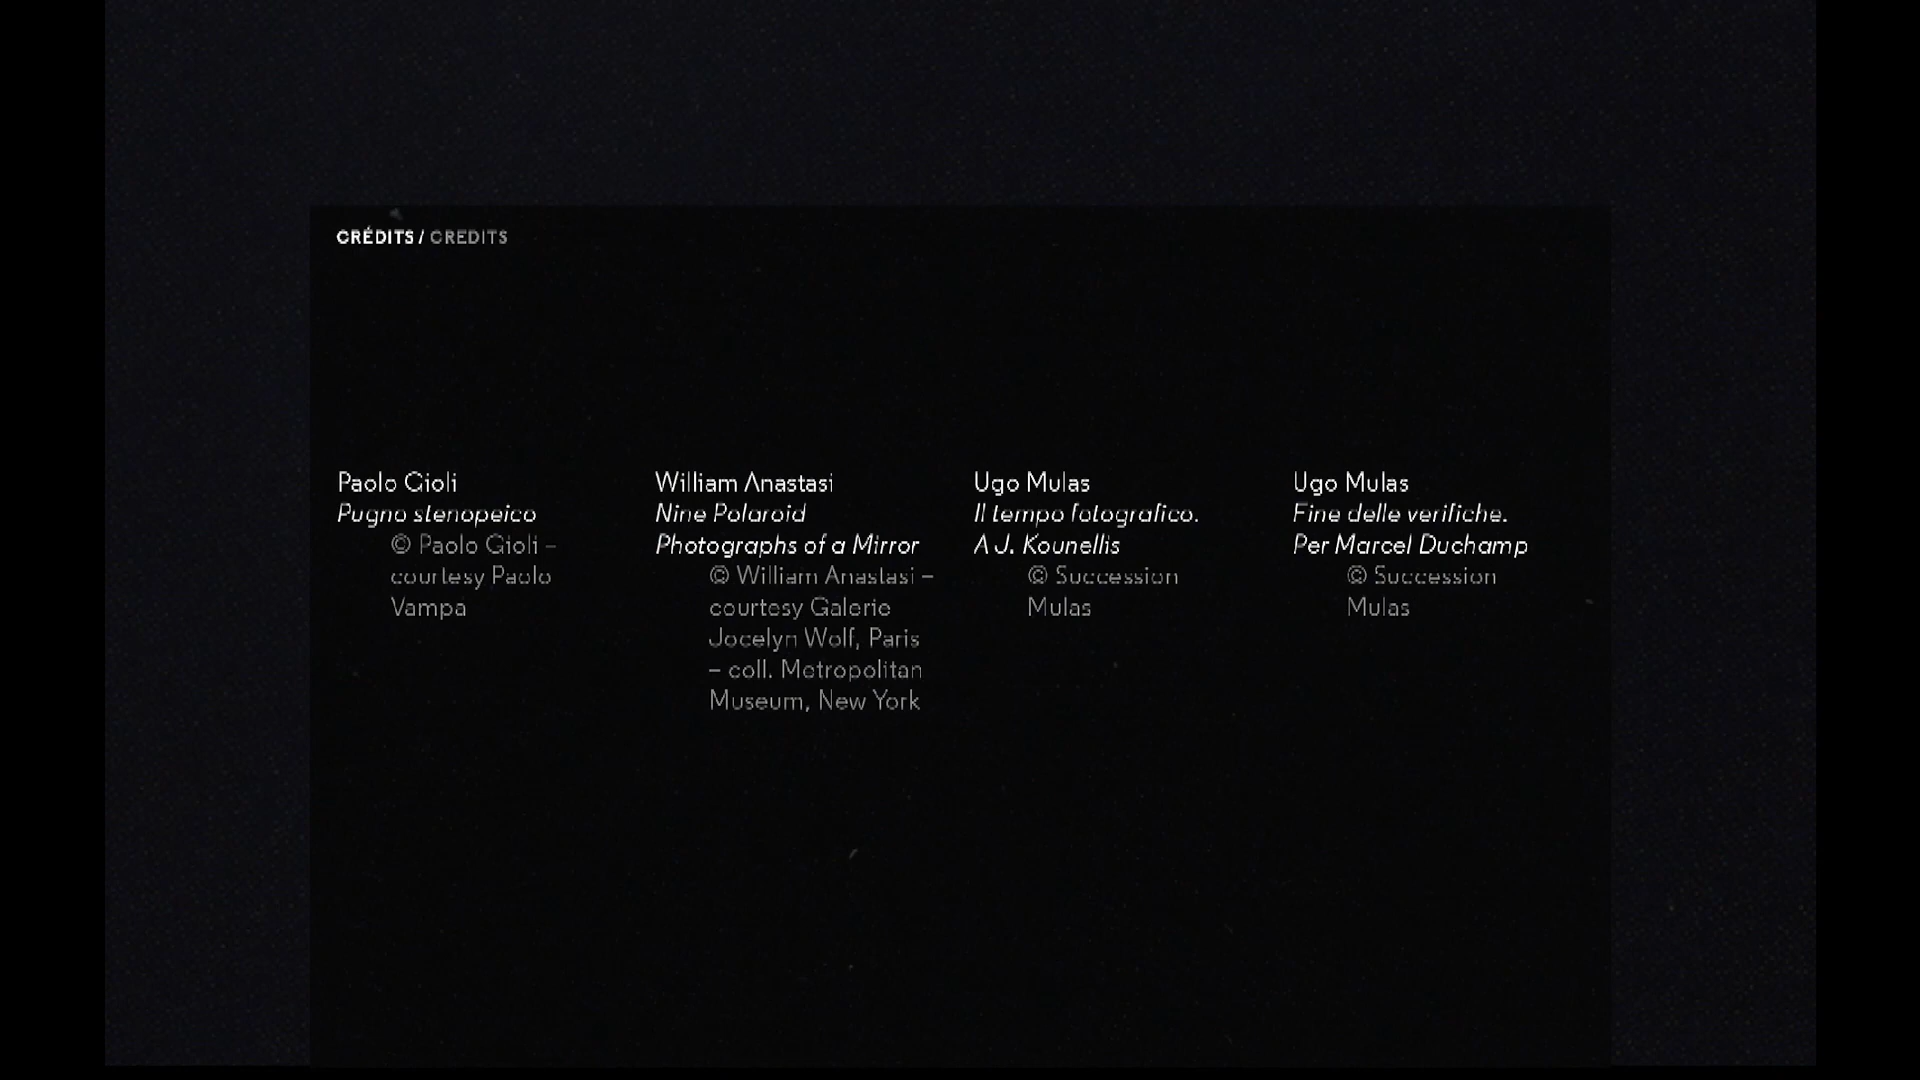 CRÉDITS / CREDITS
Paolo Gioli
Pugno stenopeico
© Paolo Gioli –
courtesy Paolo
Vampa
William Anastasi
Nine Polaroid
Photographs of a Mirror
© William Anastasi –
courtesy Galerie
Jocelyn Wolf, Paris
– coll. Metropolitan
Museum, New York
Ugo Mulas
Il tempo fotografico.
A J. Kounellis
© Succession
Mulas
Ugo Mulas
Fine delle verifiche.
Per Marcel Duchamp
© Succession
Mulas